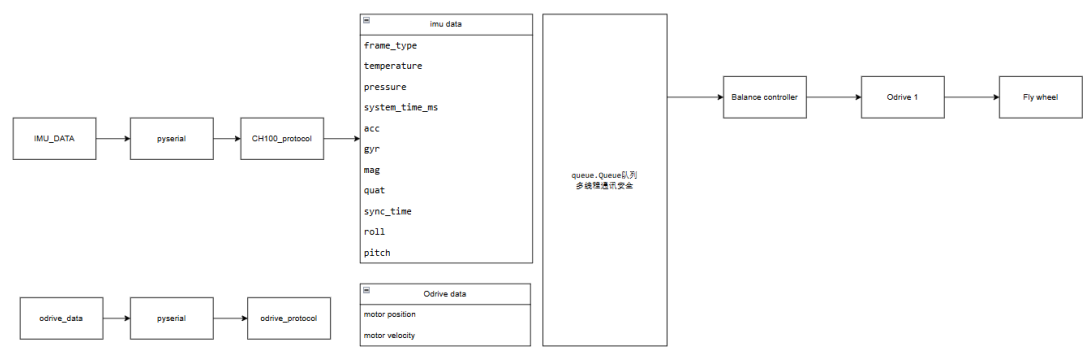 IMU_DATA
pyserial
CH100_protocol
imu data
frame_type
temperature
pressure
system_time_ms
acc
gyr
mag
quat
sync_time
roll
pitch
odrive_data
pyserial
odrive_protocol
Odrive data
motor position
motor velocity
queue.Queue队列
多线程通讯安全
Balance controller
Odrive 1
Fly wheel